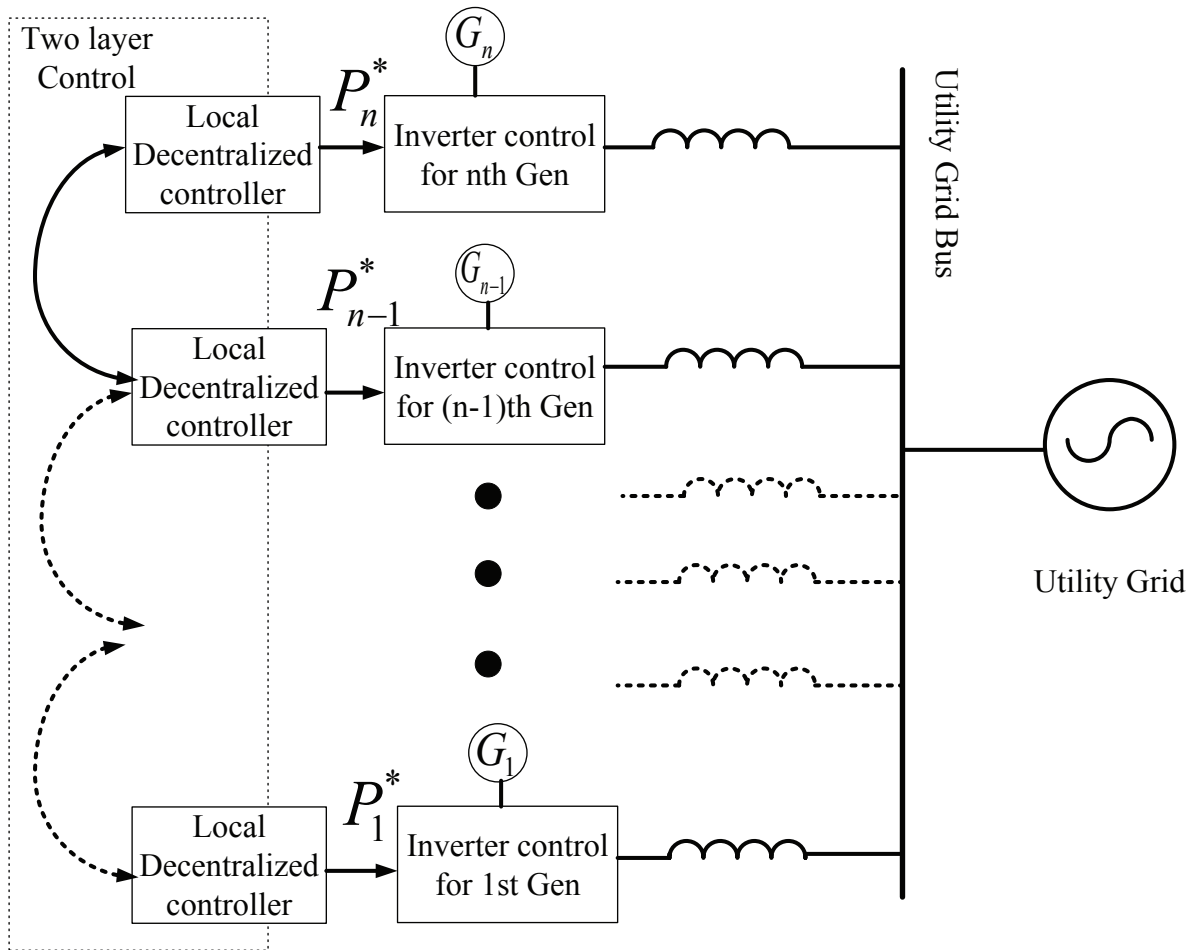 Two layer
Control
G_n
P_n^*
Local
Decentralized
controller
Inverter control
for nth Gen
Utility Grid Bus
G_{n-1}
P_{n-1}^*
Local
Decentralized
controller
Inverter control
for (n-1)th Gen
Utility Grid
G_1
P_1^*
Local
Decentralized
controller
Inverter control
for 1st Gen